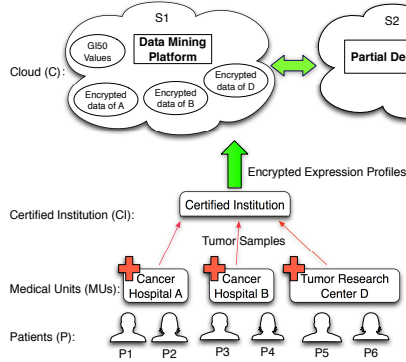 S1
S2
GI50
Values
Data Mining
Platform
Partial De
Cloud (C):
Encrypted
data of D
Encrypted
data of A
Encrypted
data of B
Encrypted Expression Profiles
Certified Institution (CI):
Certified Institution
Tumor Samples
Medical Units (MUs):
Cancer
Hospital A
Cancer
Hospital B
Tumor Research
Center D
Patients (P):
P1 P2 P3 P4 P5 P6